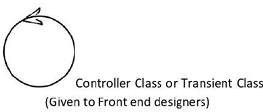 Controller Class or Transient Class
(Given to Front end designers)